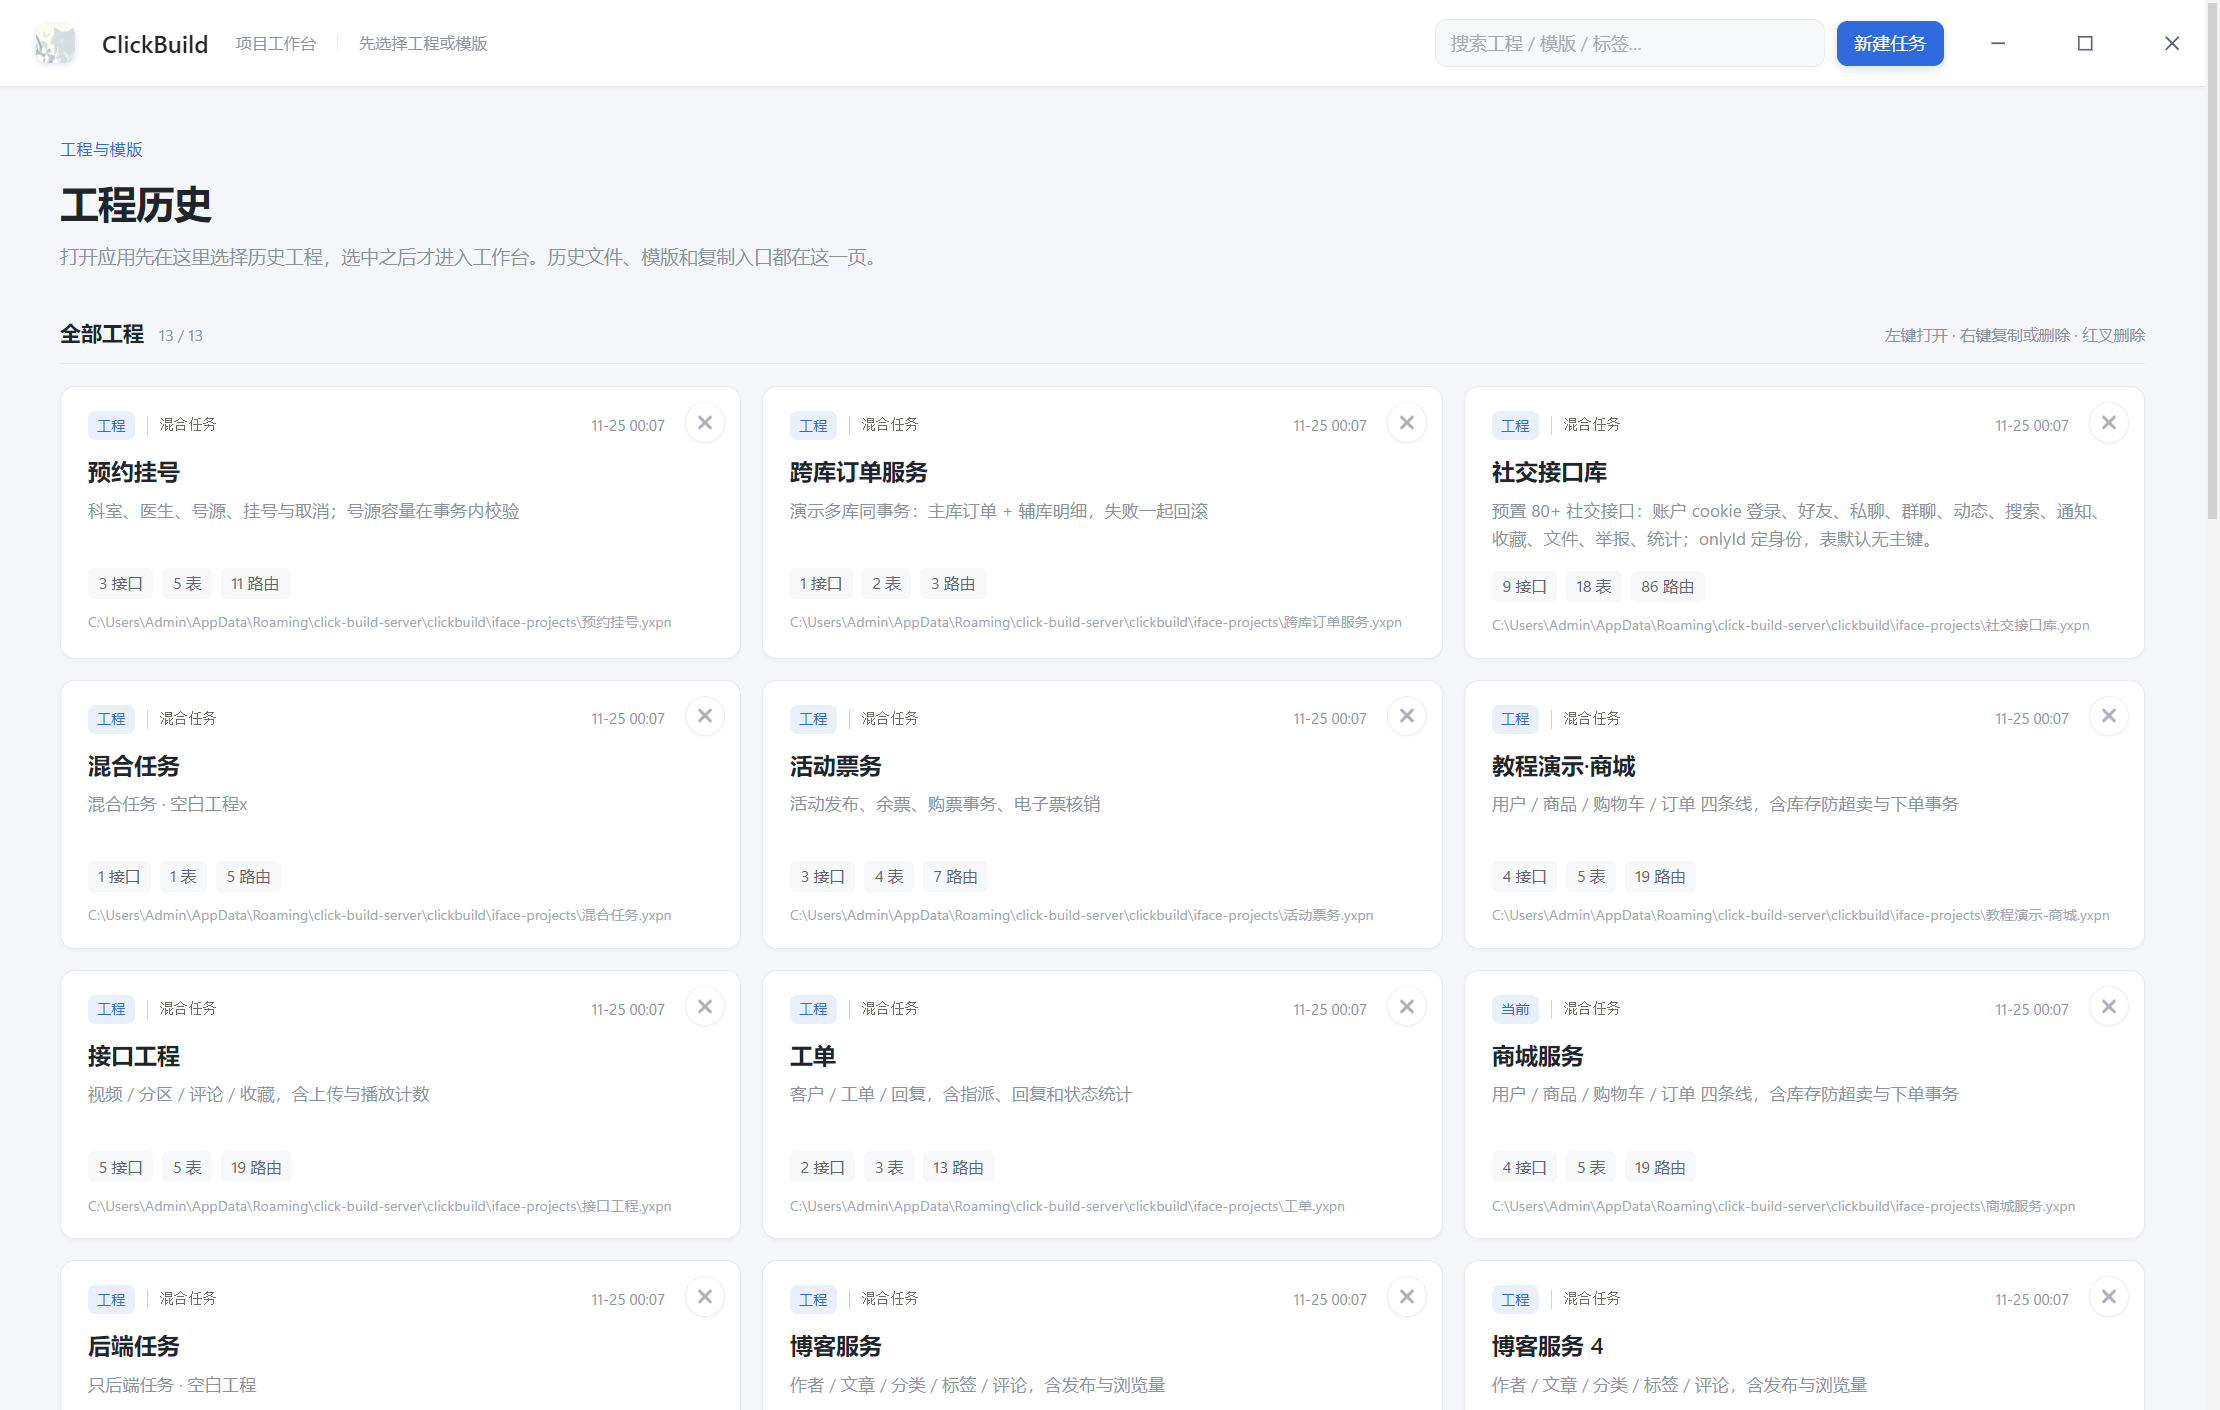 ClickBuild 项目工作台 先选择工程或模版 搜索工程 / 模版 / 标签... 新建任务
工程与模版
工程历史
打开应用先在这里选择历史工程，选中之后才进入工作台。历史文件、模版和复制入口都在这一页。
全部工程 13 / 13 左键打开 · 右键复制或删除 · 红叉删除
工程 混合任务 11-25 00:07
预约挂号
科室、医生、号源、挂号与取消；号源容量在事务内校验
3 接口 5 表 11 路由
C:\Users\Admin\AppData\Roaming\click-build-server\clickbuild\iface-projects\预约挂号.yxpn
工程 混合任务 11-25 00:07
跨库订单服务
演示多库同事务：主库订单 + 辅库明细，失败一起回滚
1 接口 2 表 3 路由
C:\Users\Admin\AppData\Roaming\click-build-server\clickbuild\iface-projects\跨库订单服务.yxpn
工程 混合任务 11-25 00:07
社交接口库
预置 80+ 社交接口：账户 cookie 登录、好友、私聊、群聊、动态、搜索、通知、
收藏、文件、举报、统计；onlyId 定身份，表默认无主键。
9 接口 18 表 86 路由
C:\Users\Admin\AppData\Roaming\click-build-server\clickbuild\iface-projects\社交接口库.yxpn
工程 混合任务 11-25 00:07
混合任务
混合任务 · 空白工程x
1 接口 1 表 5 路由
C:\Users\Admin\AppData\Roaming\click-build-server\clickbuild\iface-projects\混合任务.yxpn
工程 混合任务 11-25 00:07
活动票务
活动发布、余票、购票事务、电子票核销
3 接口 4 表 7 路由
C:\Users\Admin\AppData\Roaming\click-build-server\clickbuild\iface-projects\活动票务.yxpn
工程 混合任务 11-25 00:07
教程演示·商城
用户 / 商品 / 购物车 / 订单 四条线，含库存防超卖与下单事务
4 接口 5 表 19 路由
C:\Users\Admin\AppData\Roaming\click-build-server\clickbuild\iface-projects\教程演示-商城.yxpn
工程 混合任务 11-25 00:07
接口工程
视频 / 分区 / 评论 / 收藏，含上传与播放计数
5 接口 5 表 19 路由
C:\Users\Admin\AppData\Roaming\click-build-server\clickbuild\iface-projects\接口工程.yxpn
工程 混合任务 11-25 00:07
工单
客户 / 工单 / 回复，含指派、回复和状态统计
2 接口 3 表 13 路由
C:\Users\Admin\AppData\Roaming\click-build-server\clickbuild\iface-projects\工单.yxpn
当前 混合任务 11-25 00:07
商城服务
用户 / 商品 / 购物车 / 订单 四条线，含库存防超卖与下单事务
4 接口 5 表 19 路由
C:\Users\Admin\AppData\Roaming\click-build-server\clickbuild\iface-projects\商城服务.yxpn
工程 混合任务 11-25 00:07
后端任务
只后端任务 · 空白工程
工程 混合任务 11-25 00:07
博客服务
作者 / 文章 / 分类 / 标签 / 评论，含发布与浏览量
工程 混合任务 11-25 00:07
博客服务 4
作者 / 文章 / 分类 / 标签 / 评论，含发布与浏览量